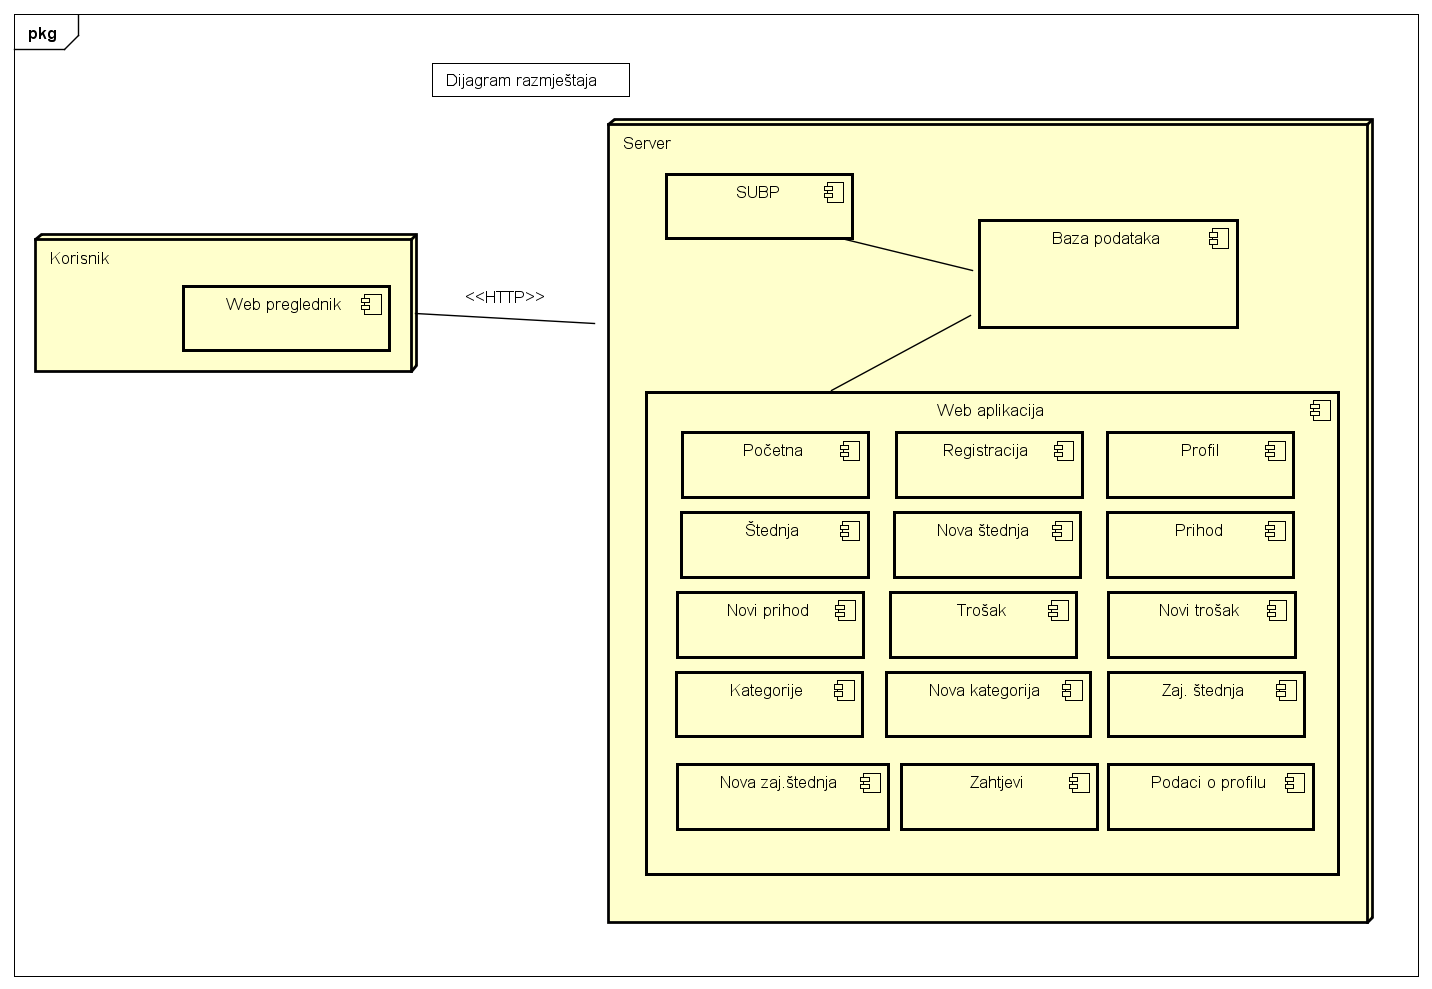 pkg
Dijagram razmještaja
Server
SUBP
Baza podataka
Korisnik
Web preglednik
<<HTTP>>
Web aplikacija
Početna
Registracija
Profil
Štednja
Nova štednja
Prihod
Novi prihod
Trošak
Novi trošak
Kategorije
Nova kategorija
Zaj. štednja
Nova zaj.štednja
Zahtjevi
Podaci o profilu